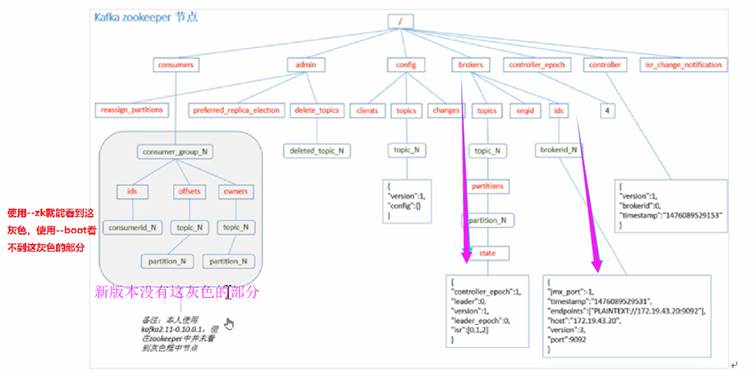 Kafka zookeeper 节点
/
consumers
admin
config
brokers
controller_epoch
controller
isr_change_notification
reassign_partitions
preferred_replica_election
delete_topics
clients
topics
changes
topics
seqid
ids
4
consumer_group_N
deleted_topic_N
topic_N
topic_N
brokerid_N
ids
offsets
owners
{
"version":1,
"config":{}
}
partitions
{
"version":1,
"brokerid":0,
"timestamp":"1476089529153"
}
使用--zk就能看到这
灰色，使用--boot看
不到这灰色的部分
consumerId_N
topic_N
topic_N
partition_N
partition_N
partition_N
state
新版本没有这灰色的部分
{
"controller_epoch":1,
"leader":0,
"version":1,
"leader_epoch":0,
"isr":[0,1,2]
}
{
"jmx_port":-1,
"timestamp":"1476089529531",
"endpoints":["PLAINTEXT://172.19.43.20:9092"],
"host":"172.19.43.20",
"version":3,
"port":9092
}
备注：本人使用
kafka2.11-0.10.0.1，但
在zookeeper中并未看
到灰色框中节点